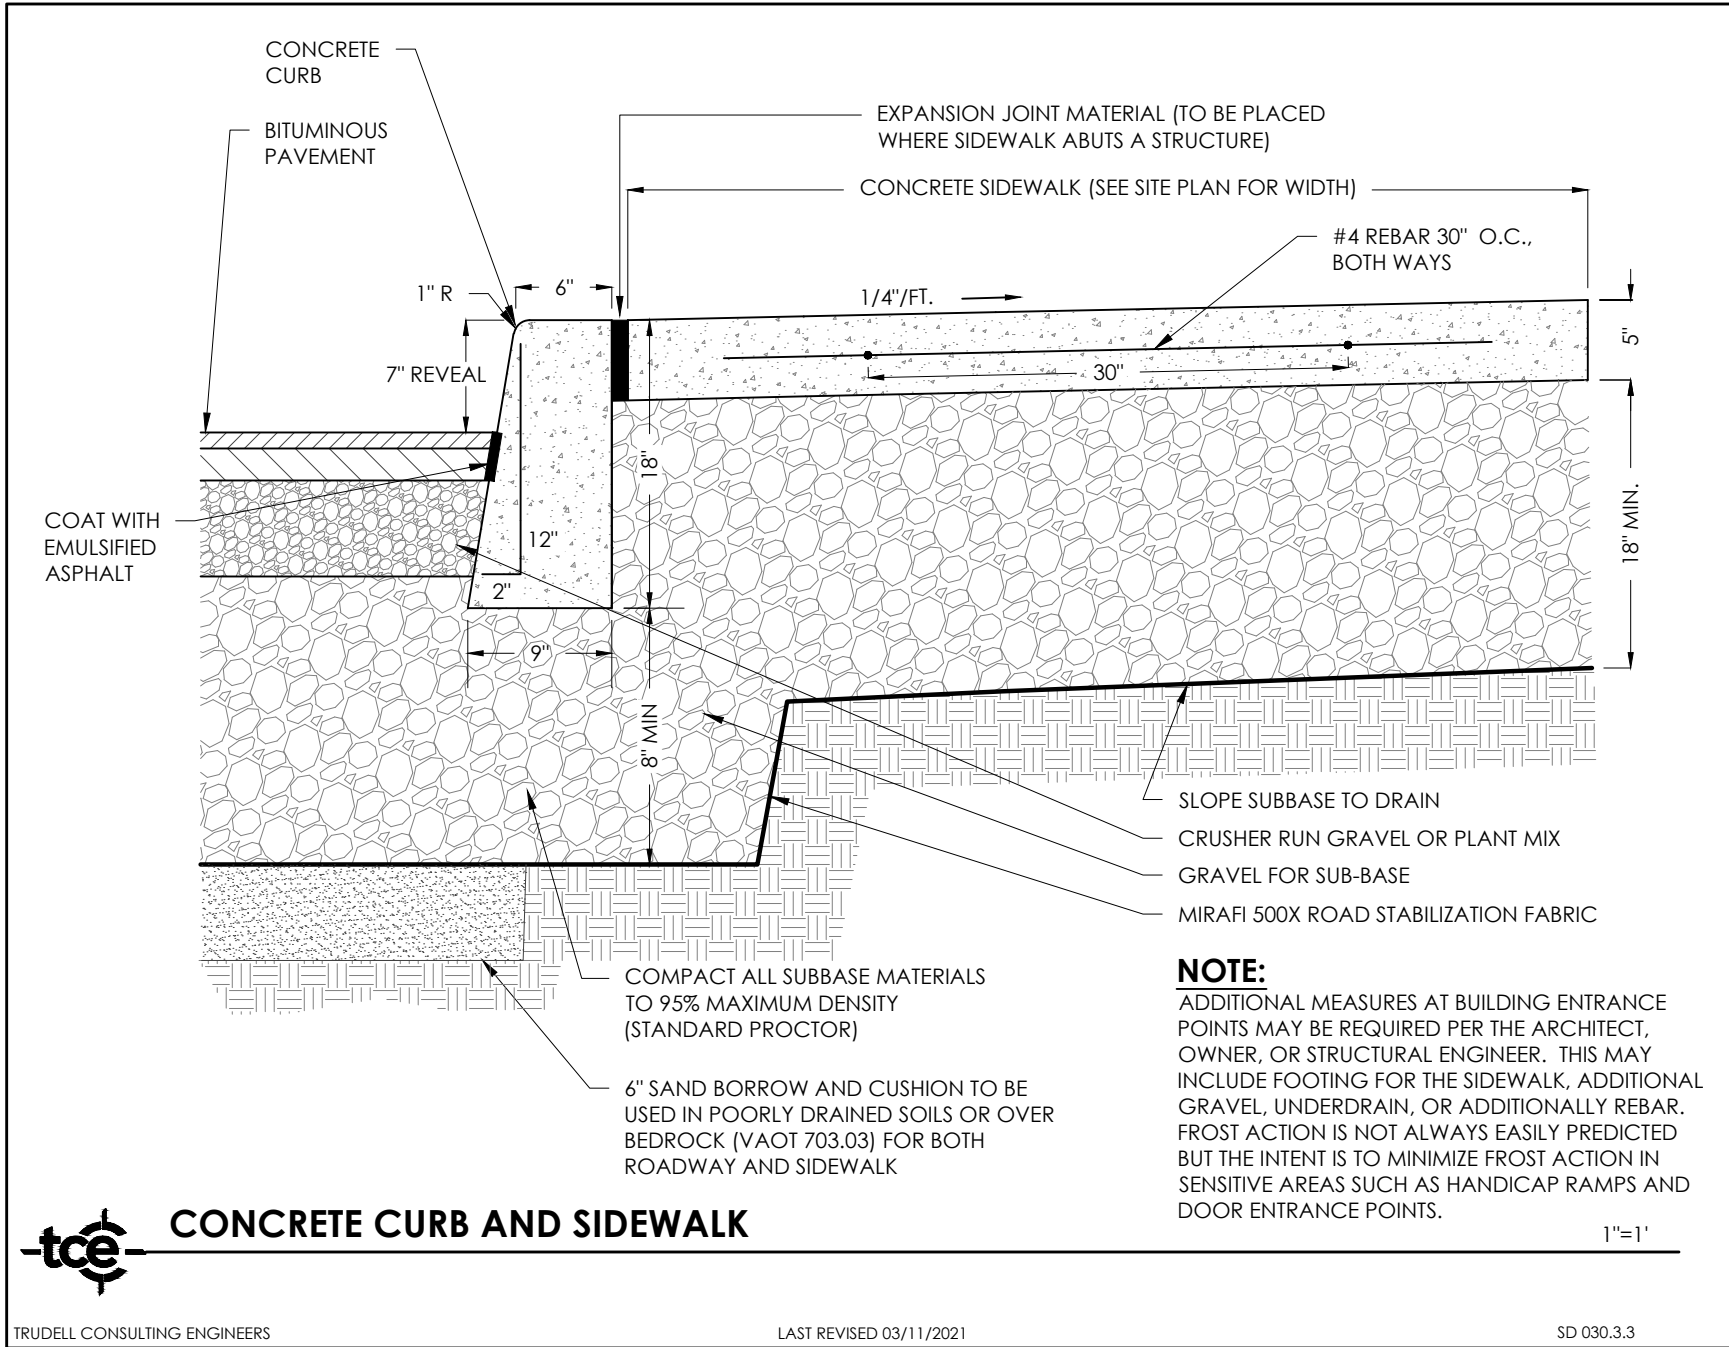 CONCRETE
CURB
BITUMINOUS
PAVEMENT
EXPANSION JOINT MATERIAL (TO BE PLACED
WHERE SIDEWALK ABUTS A STRUCTURE)
CONCRETE SIDEWALK (SEE SITE PLAN FOR WIDTH)
#4 REBAR 30" O.C.,
BOTH WAYS
1" R
6"
1/4"/FT.
5"
7" REVEAL
30"
18"
18" MIN.
COAT WITH
EMULSIFIED
ASPHALT
12"
2"
9"
8" MIN
SLOPE SUBBASE TO DRAIN
CRUSHER RUN GRAVEL OR PLANT MIX
GRAVEL FOR SUB-BASE
MIRAFI 500X ROAD STABILIZATION FABRIC
COMPACT ALL SUBBASE MATERIALS
TO 95% MAXIMUM DENSITY
(STANDARD PROCTOR)
6" SAND BORROW AND CUSHION TO BE
USED IN POORLY DRAINED SOILS OR OVER
BEDROCK (VAOT 703.03) FOR BOTH
ROADWAY AND SIDEWALK
NOTE:
ADDITIONAL MEASURES AT BUILDING ENTRANCE
POINTS MAY BE REQUIRED PER THE ARCHITECT,
OWNER, OR STRUCTURAL ENGINEER.  THIS MAY
INCLUDE FOOTING FOR THE SIDEWALK, ADDITIONAL
GRAVEL, UNDERDRAIN, OR ADDITIONALLY REBAR.
FROST ACTION IS NOT ALWAYS EASILY PREDICTED
BUT THE INTENT IS TO MINIMIZE FROST ACTION IN
SENSITIVE AREAS SUCH AS HANDICAP RAMPS AND
DOOR ENTRANCE POINTS.
tce
CONCRETE CURB AND SIDEWALK
1"=1'
TRUDELL CONSULTING ENGINEERS
LAST REVISED 03/11/2021
SD 030.3.3